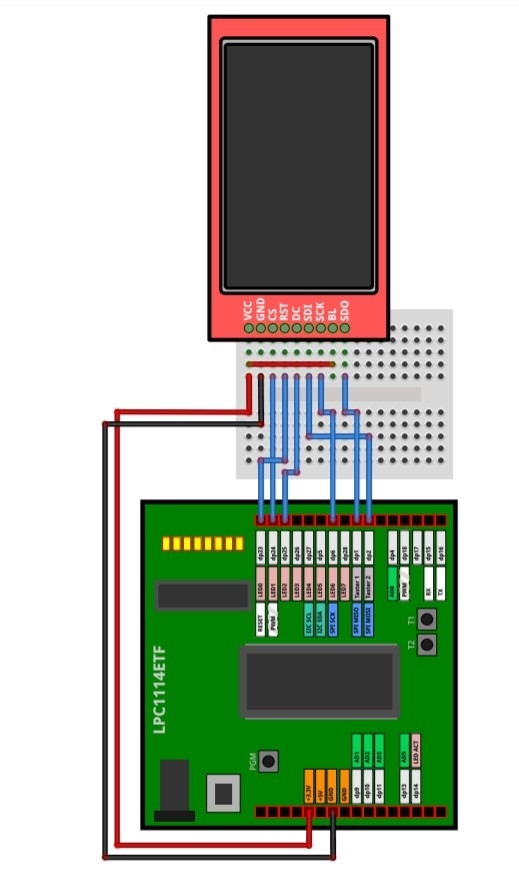 VCC
GND
CS
RST
DC
SDI
SCK
BL
SDO
dp23
dp24
dp25
dp26
dp27
dp5
dp6
dp28
dp1
dp2
dp4
dp18
dp17
dp15
dp16
LED0
LED1
LED2
LED3
LED4
LED5
LED6
LED7
Taster 1
Taster 2
PWM
RX
TX
RESET
PWM
I2C SCL
I2C SDA
SPI SCK
SPI MISO
SPI MOSI
T1
T2
LPC1114ETF
PGM
+3.3V
+5V
GND
GND
AD1
AD2
AD3
AD5
LED ACT
dp9
dp10
dp11
dp13
dp14